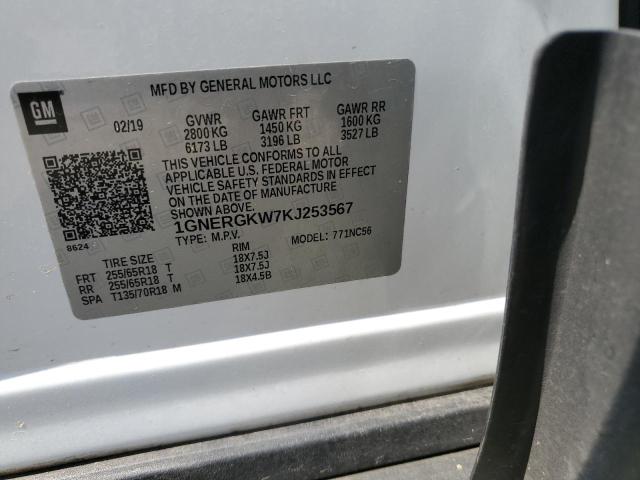 MFD BY GENERAL MOTORS LLC
GM
02/19 GVWR GAWR FRT GAWR RR
2800 KG 1450 KG 1600 KG
6173 LB 3196 LB 3527 LB
THIS VEHICLE CONFORMS TO ALL
APPLICABLE U.S. FEDERAL MOTOR
VEHICLE SAFETY STANDARDS IN EFFECT
ON THE DATE OF MANUFACTURE
1GNERGKW7KJ253567
8624 TYPE: M.P.V. MODEL: 771NC56
TIRE SIZE RIM
FRT 255/65R18 T 18X7.5J
RR 255/65R18 T 18X7.5J
SPA T135/70R18 M 18X4.5B